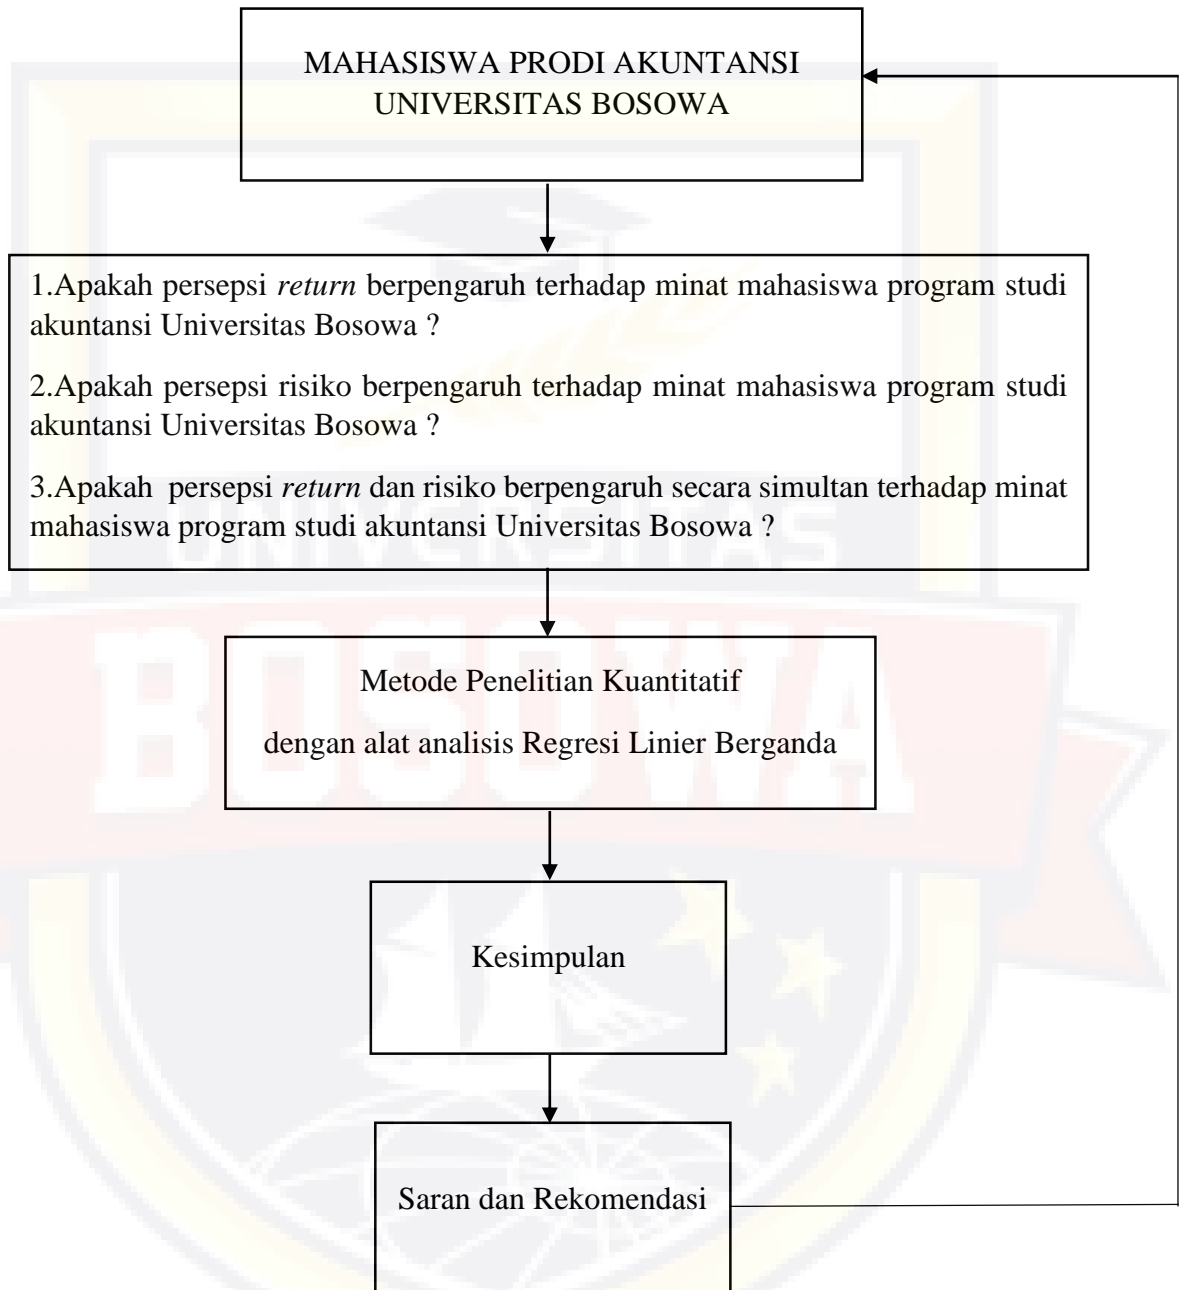 MAHASISWA PRODI AKUNTANSI
UNIVERSITAS BOSOWA
1.Apakah persepsi return berpengaruh terhadap minat mahasiswa program studi
akuntansi Universitas Bosowa ?
2.Apakah persepsi risiko berpengaruh terhadap minat mahasiswa program studi
akuntansi Universitas Bosowa ?
3.Apakah persepsi return dan risiko berpengaruh secara simultan terhadap minat
mahasiswa program studi akuntansi Universitas Bosowa ?
UNIVERSITAS
BOSOWA
Metode Penelitian Kuantitatif
dengan alat analisis Regresi Linier Berganda
Kesimpulan
Saran dan Rekomendasi